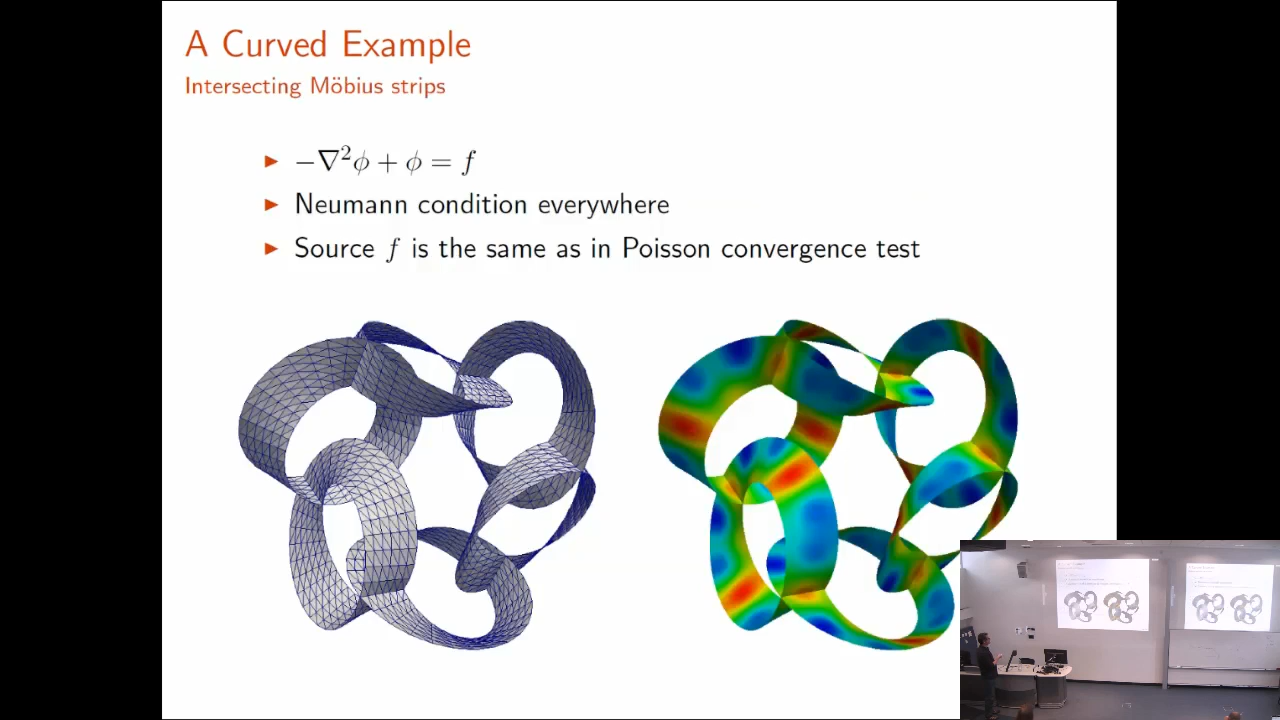 A Curved Example
Intersecting Möbius strips
▶ −∇²ϕ + ϕ = f
▶ Neumann condition everywhere
▶ Source f is the same as in Poisson convergence test